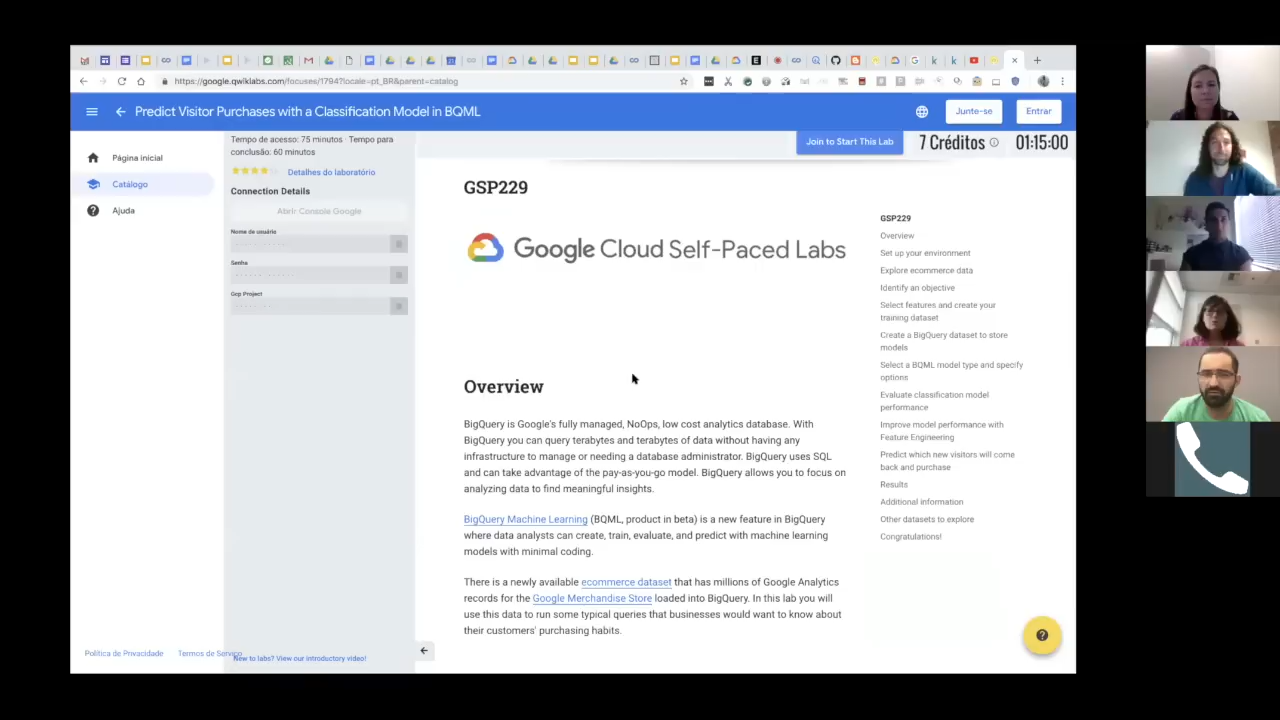 https://google.qwiklabs.com/focuses/1794?locale=pt_BR&parent=catalog
Predict Visitor Purchases with a Classification Model in BQML
Junte-se
Entrar
Página inicial
Catálogo
Ajuda
Tempo de acesso: 75 minutos · Tempo para
conclusão: 60 minutos
Detalhes do laboratório
Connection Details
Abrir Console Google
Nome de usuário
Senha
Gcp Project
Join to Start This Lab
7 Créditos
01:15:00
GSP229
Google Cloud Self-Paced Labs
Overview
BigQuery is Google's fully managed, NoOps, low cost analytics database. With
BigQuery you can query terabytes and terabytes of data without having any
infrastructure to manage or needing a database administrator. BigQuery uses SQL
and can take advantage of the pay-as-you-go model. BigQuery allows you to focus on
analyzing data to find meaningful insights.
BigQuery Machine Learning (BQML, product in beta) is a new feature in BigQuery
where data analysts can create, train, evaluate, and predict with machine learning
models with minimal coding.
There is a newly available ecommerce dataset that has millions of Google Analytics
records for the Google Merchandise Store loaded into BigQuery. In this lab you will
use this data to run some typical queries that businesses would want to know about
their customers' purchasing habits.
GSP229
Overview
Set up your environment
Explore ecommerce data
Identify an objective
Select features and create your
training dataset
Create a BigQuery dataset to store
models
Select a BQML model type and specify
options
Evaluate classification model
performance
Improve model performance with
Feature Engineering
Predict which new visitors will come
back and purchase
Results
Additional information
Other datasets to explore
Congratulations!
Política de Privacidade
Termos de Serviço
New to labs? View our introductory video!